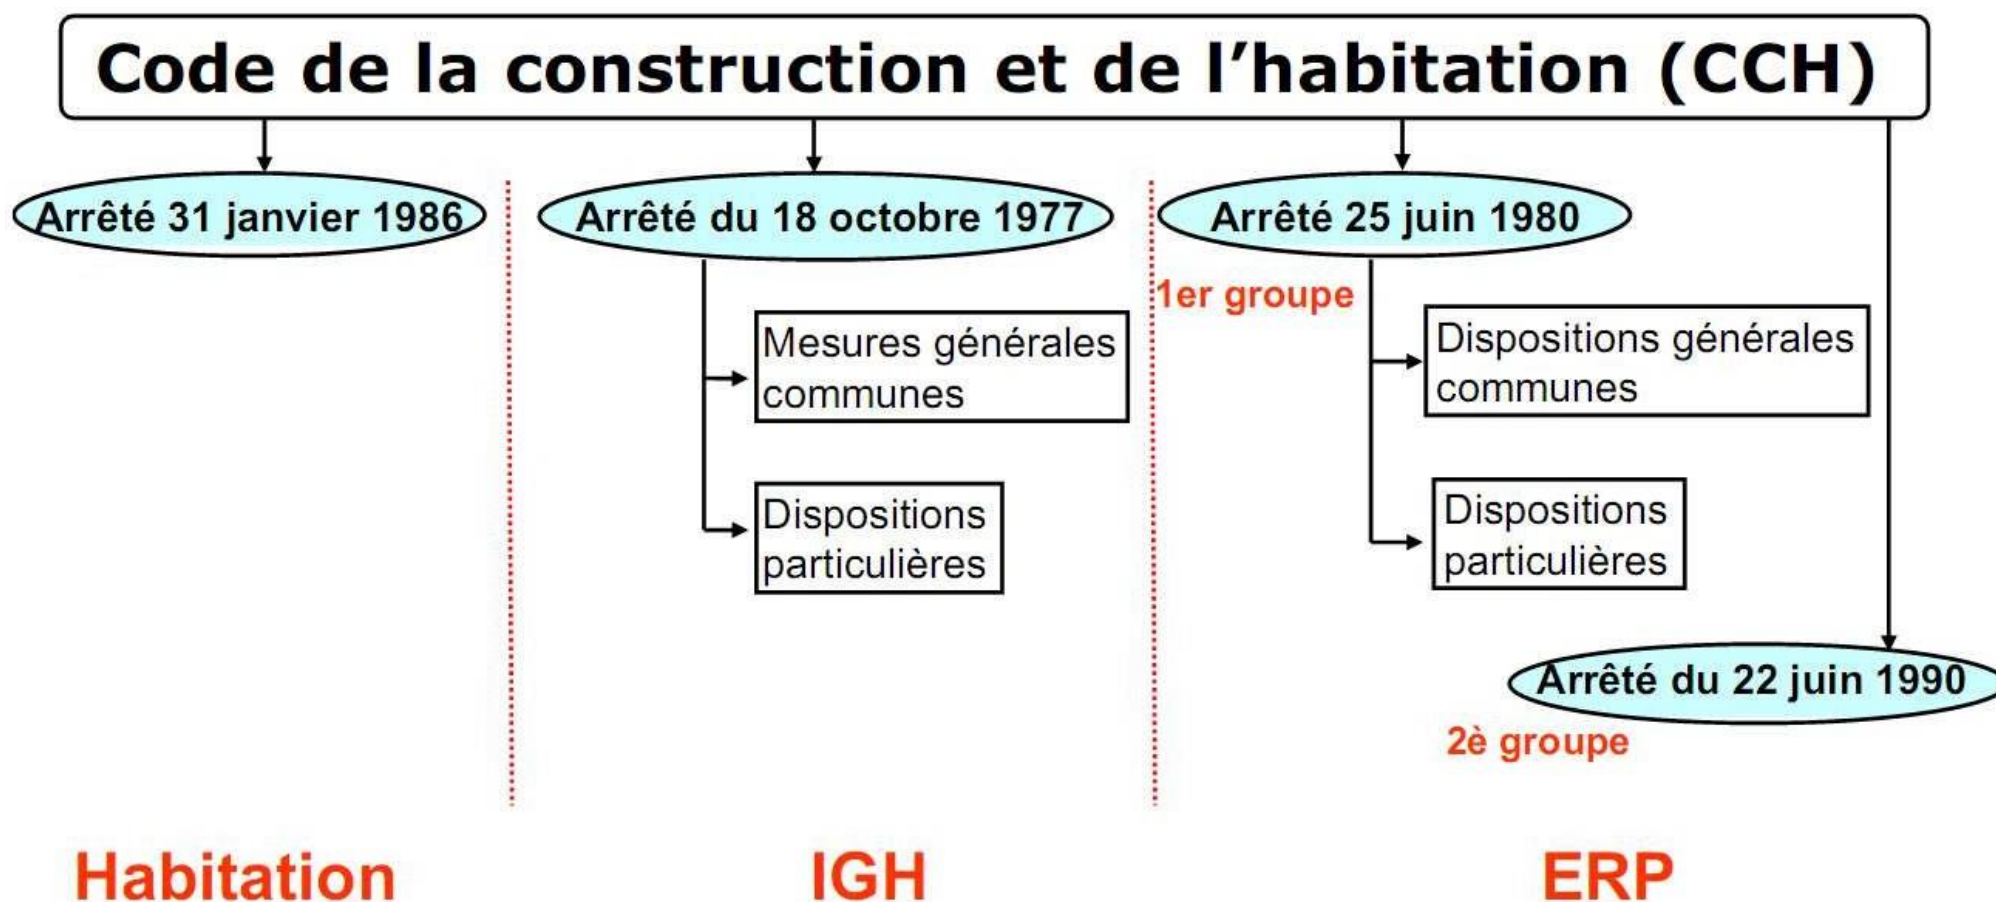 Code de la construction et de l’habitation (CCH)
Arrêté 31 janvier 1986
Arrêté du 18 octobre 1977
Arrêté 25 juin 1980
1er groupe
Mesures générales
communes
Dispositions générales
communes
Dispositions
particulières
Dispositions
particulières
Arrêté du 22 juin 1990
2è groupe
Habitation
IGH
ERP